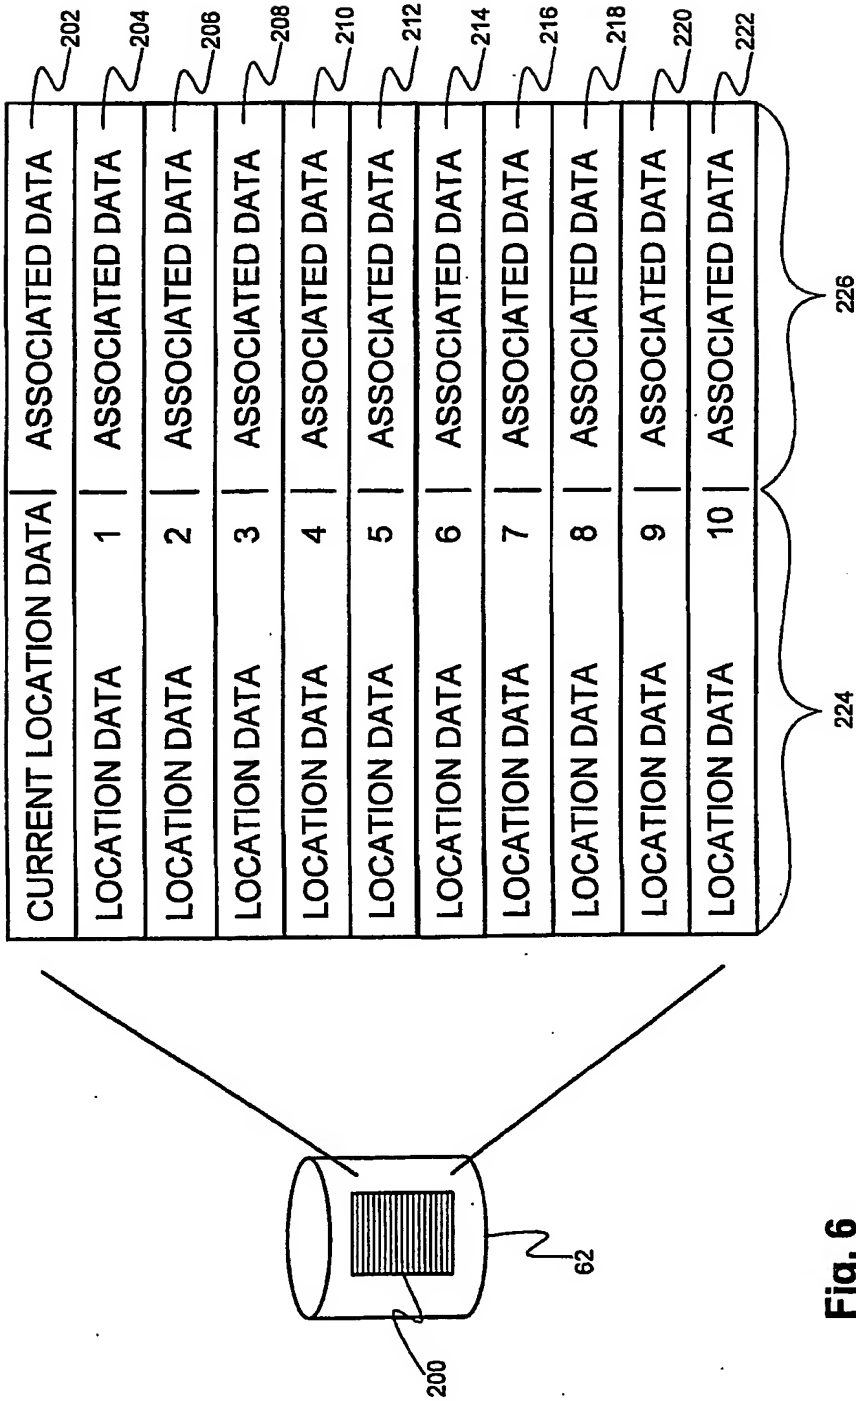 CURRENT LOCATION DATA | ASSOCIATED DATA 202
LOCATION DATA 1 | ASSOCIATED DATA 204
LOCATION DATA 2 | ASSOCIATED DATA 206
LOCATION DATA 3 | ASSOCIATED DATA 208
LOCATION DATA 4 | ASSOCIATED DATA 210
LOCATION DATA 5 | ASSOCIATED DATA 212
LOCATION DATA 6 | ASSOCIATED DATA 214
LOCATION DATA 7 | ASSOCIATED DATA 216
LOCATION DATA 8 | ASSOCIATED DATA 218
LOCATION DATA 9 | ASSOCIATED DATA 220
LOCATION DATA 10 | ASSOCIATED DATA 222
224 226
200
62
Fig. 6